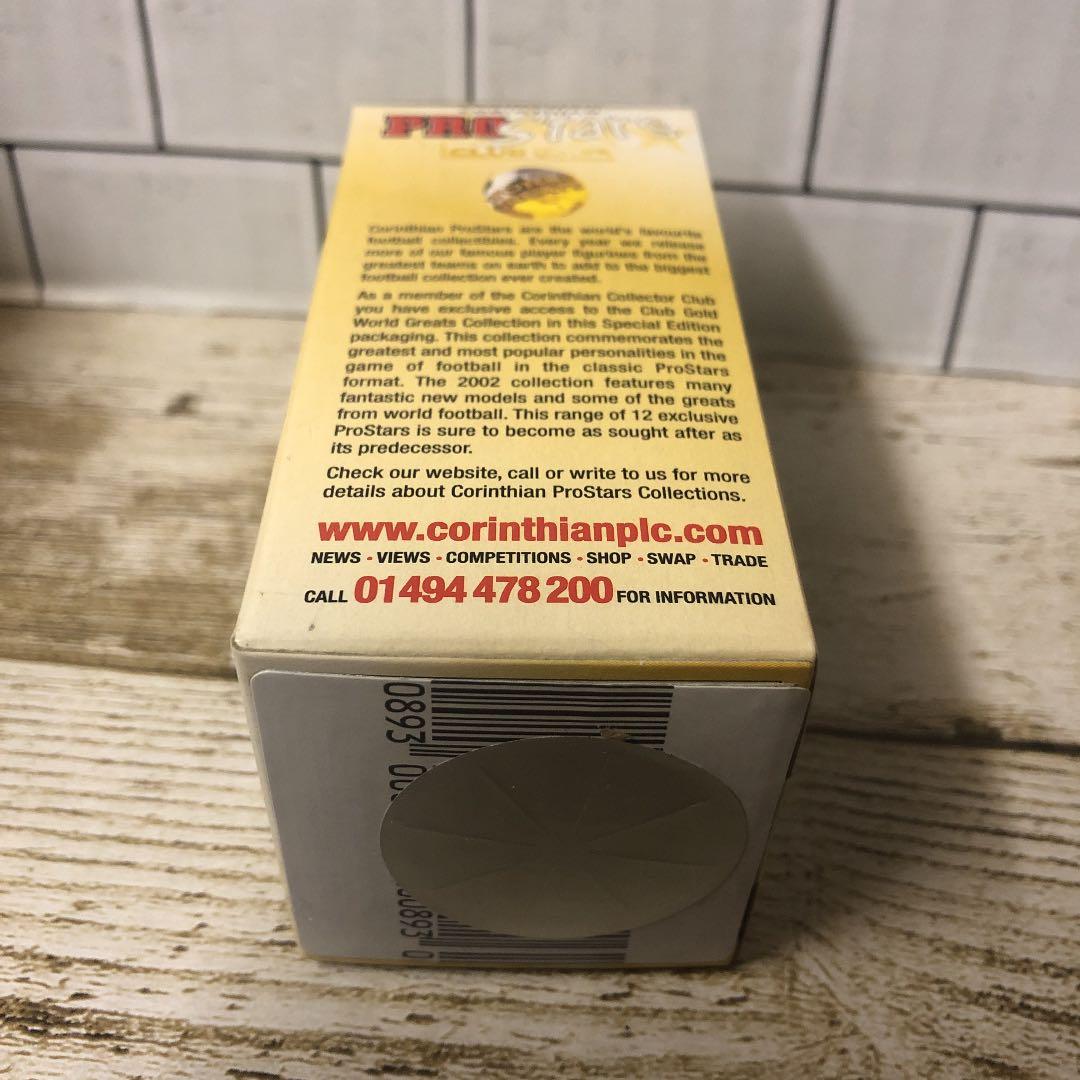 PROStars
CLUB GOLD
Corinthian ProStars are the world's favourite
football collectibles. Every year we release
more of our famous player figurines from the
greatest teams on earth to add to the biggest
football collection ever created.
As a member of the Corinthian Collector Club
you have exclusive access to the Club Gold
World Greats Collection in this Special Edition
packaging. This collection commemorates the
greatest and most popular personalities in the
game of football in the classic ProStars
format. The 2002 collection features many
fantastic new models and some of the greats
from world football. This range of 12 exclusive
ProStars is sure to become as sought after as
its predecessor.
Check our website, call or write to us for more
details about Corinthian ProStars Collections.
www.corinthianplc.com
NEWS - VIEWS - COMPETITIONS - SHOP - SWAP - TRADE
CALL 01494 478 200 FOR INFORMATION
0893 00 00893 0